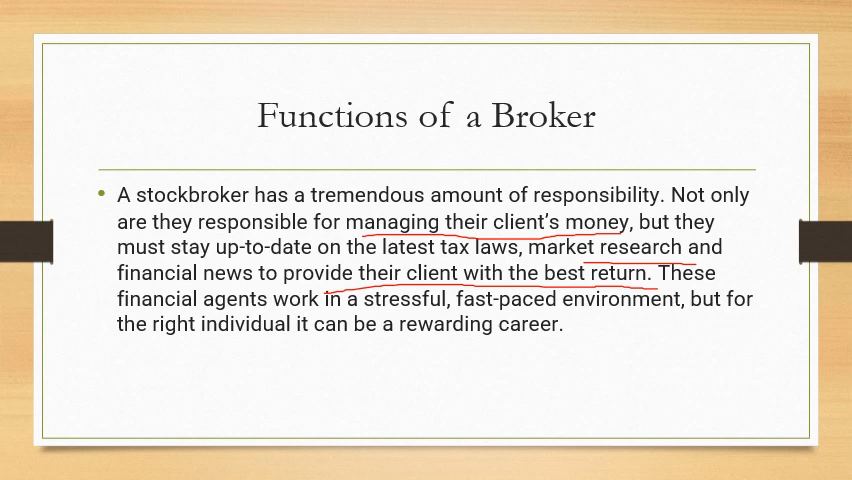 Functions of a Broker
• A stockbroker has a tremendous amount of responsibility. Not only
are they responsible for managing their client's money, but they
must stay up-to-date on the latest tax laws, market research and
financial news to provide their client with the best return. These
financial agents work in a stressful, fast-paced environment, but for
the right individual it can be a rewarding career.